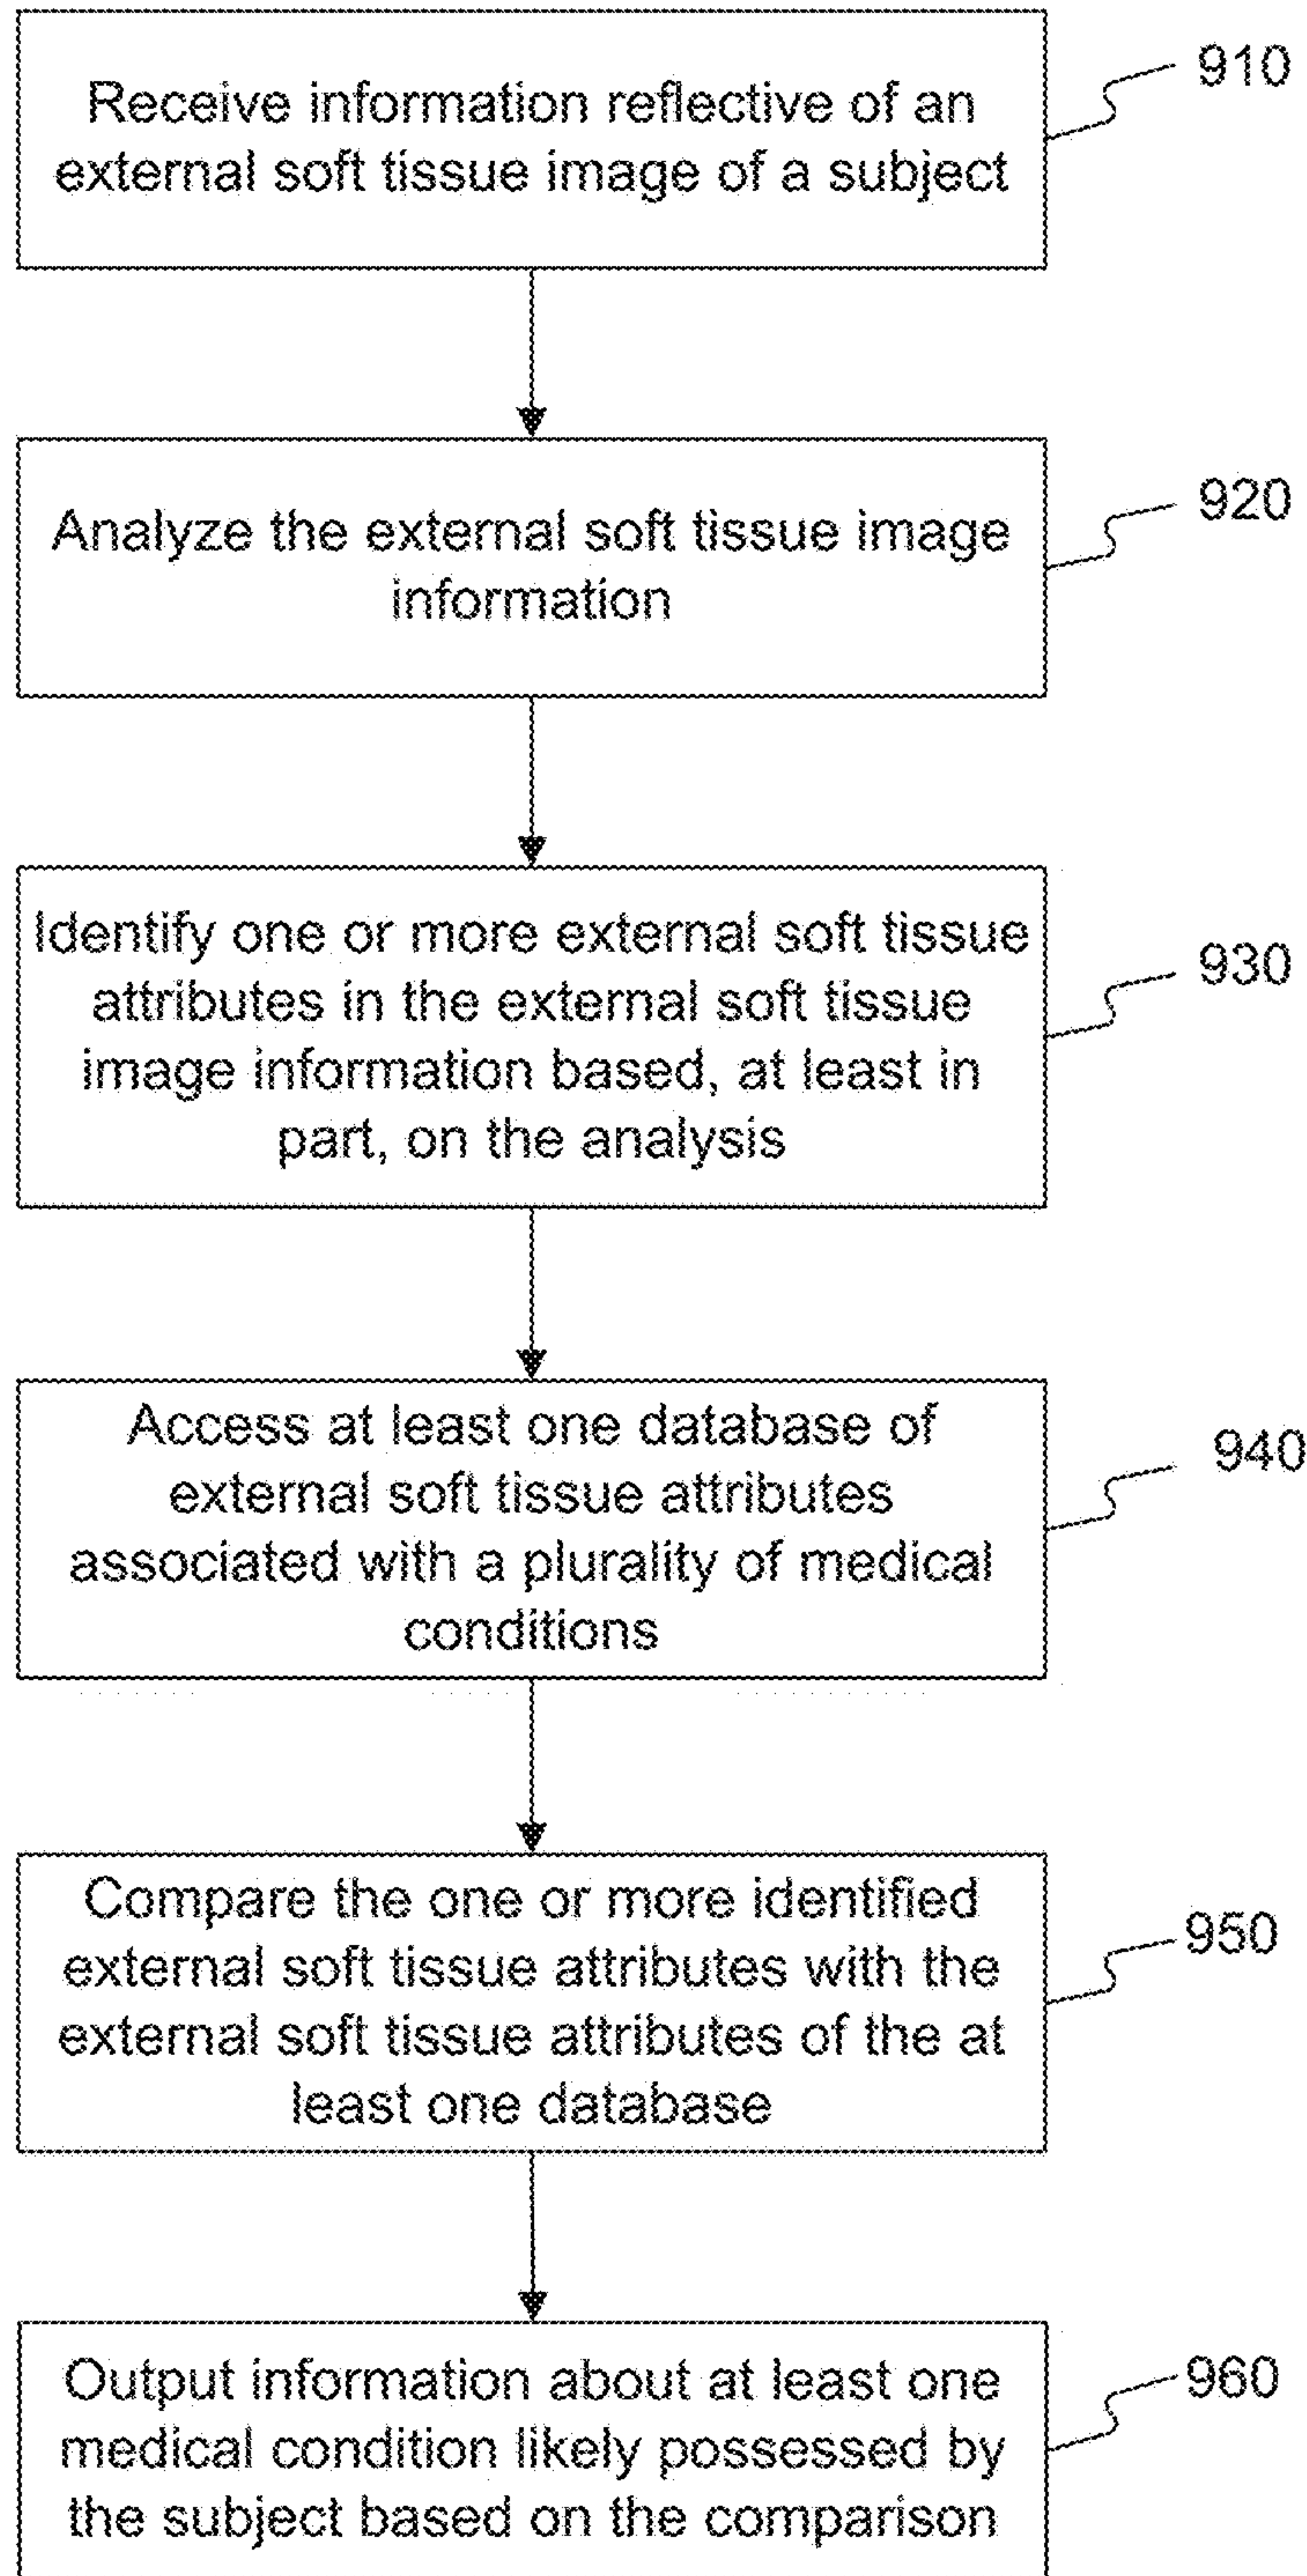 Receive information reflective of an
external soft tissue image of a subject
910
Analyze the external soft tissue image
information
920
Identify one or more external soft tissue
attributes in the external soft tissue
image information based, at least in
part, on the analysis
930
Access at least one database of
external soft tissue attributes
associated with a plurality of medical
conditions
940
Compare the one or more identified
external soft tissue attributes with the
external soft tissue attributes of the at
least one database
950
Output information about at least one
medical condition likely possessed by
the subject based on the comparison
960